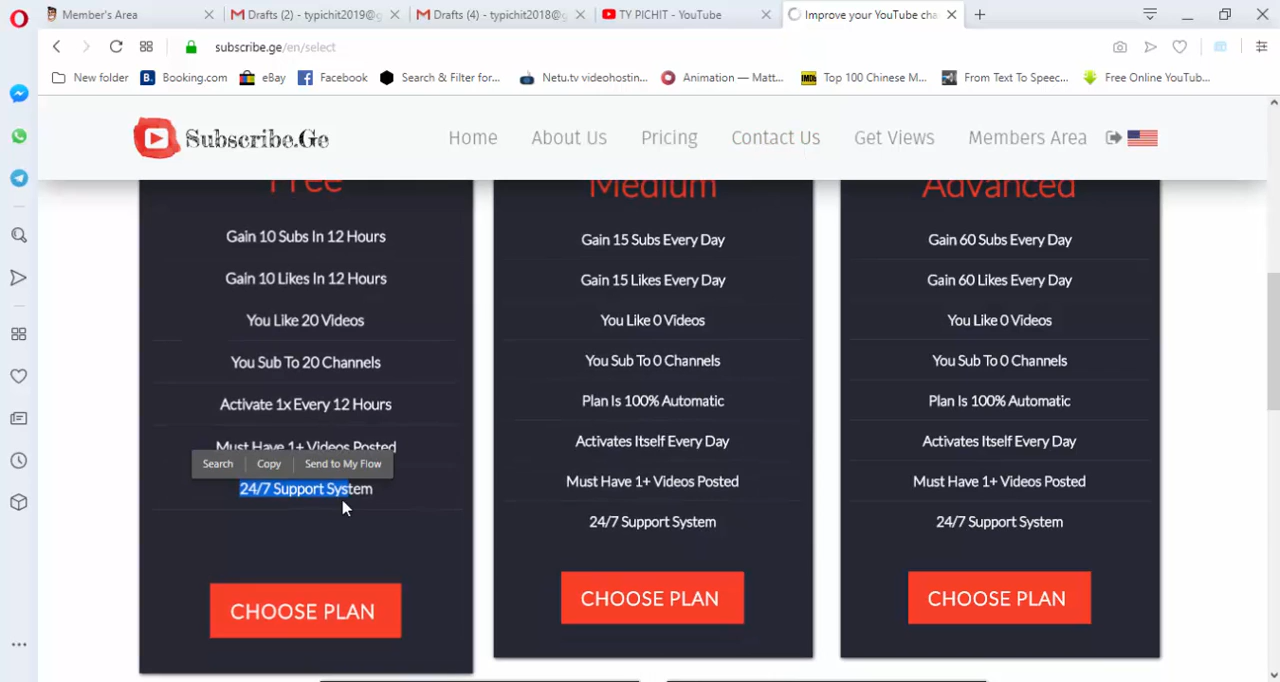 Member's Area
Drafts (2) - typichit2019@g
Drafts (4) - typichit2018@g
TY PICHIT - YouTube
Improve your YouTube cha
subscribe.ge/en/select
New folder
Booking.com
eBay
Facebook
Search & Filter for...
Netu.tv videohostin...
Animation — Matt...
Top 100 Chinese M...
From Text To Speec...
Free Online YouTub...
Subscribe.Ge
Home
About Us
Pricing
Contact Us
Get Views
Members Area
Free
Gain 10 Subs In 12 Hours
Gain 10 Likes In 12 Hours
You Like 20 Videos
You Sub To 20 Channels
Activate 1x Every 12 Hours
Must Have 1+ Videos Posted
Search
Copy
Send to My Flow
24/7 Support System
CHOOSE PLAN
Medium
Gain 15 Subs Every Day
Gain 15 Likes Every Day
You Like 0 Videos
You Sub To 0 Channels
Plan Is 100% Automatic
Activates Itself Every Day
Must Have 1+ Videos Posted
24/7 Support System
CHOOSE PLAN
Advanced
Gain 60 Subs Every Day
Gain 60 Likes Every Day
You Like 0 Videos
You Sub To 0 Channels
Plan Is 100% Automatic
Activates Itself Every Day
Must Have 1+ Videos Posted
24/7 Support System
CHOOSE PLAN